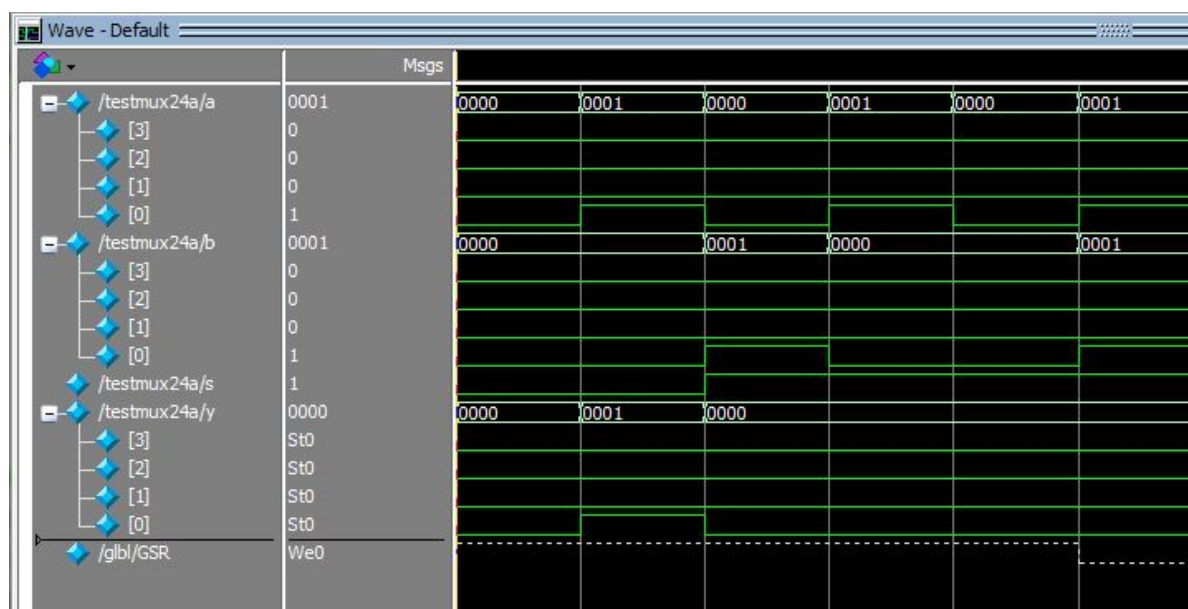 Wave - Default
Msgs
/testmux24a/a 0001 0000 0001 0000 0001 0000 0001
[3] 0
[2] 0
[1] 0
[0] 1
/testmux24a/b 0001 0000 0001 0000 0001
[3] 0
[2] 0
[1] 0
[0] 1
/testmux24a/s 1
/testmux24a/y 0000 0000 0001 0000
[3] St0
[2] St0
[1] St0
[0] St0
/glbl/GSR We0